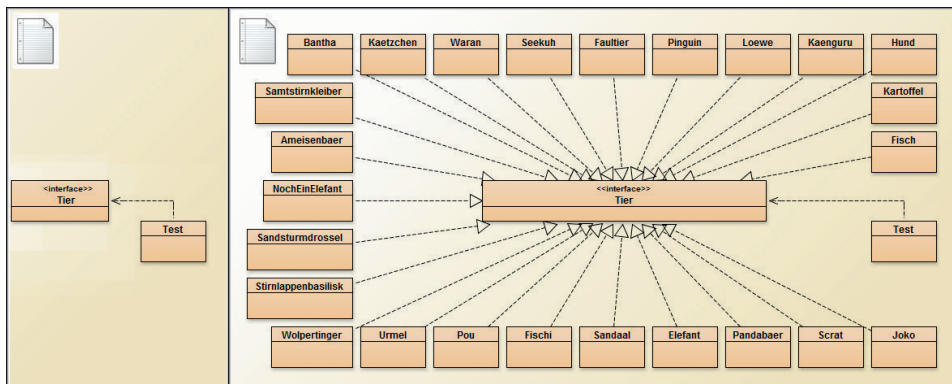 <interface>>
Tier
Test
Bantha
Kaetzchen
Waran
Seekuh
Faultier
Pinguin
Loewe
Kaenguru
Hund
Samtstirnkleiber
Kartoffel
Ameisenbaer
Fisch
NochEinElefant
<<interface>>
Tier
Sandsturmdrossel
Test
Stirnlappenbasilisk
Wolpertinger
Urmel
Pou
Fischi
Sandaal
Elefant
Pandabaer
Scrat
Joko